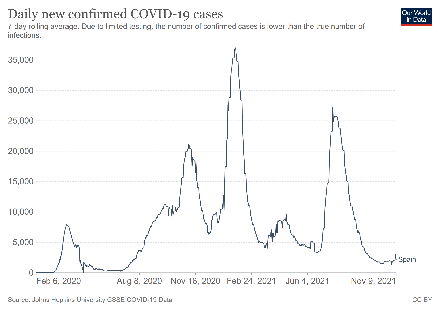 Daily new confirmed COVID-19 cases
Our World
in Data
7-day rolling average. Due to limited testing, the number of confirmed cases is lower than the true number of
infections.
35,000
30,000
25,000
20,000
15,000
10,000
5,000
0
Spain
Feb 6, 2020
Aug 8, 2020
Nov 16, 2020
Feb 24, 2021
Jun 4, 2021
Nov 9, 2021
Source: Johns Hopkins University CSSE COVID-19 Data
CC BY